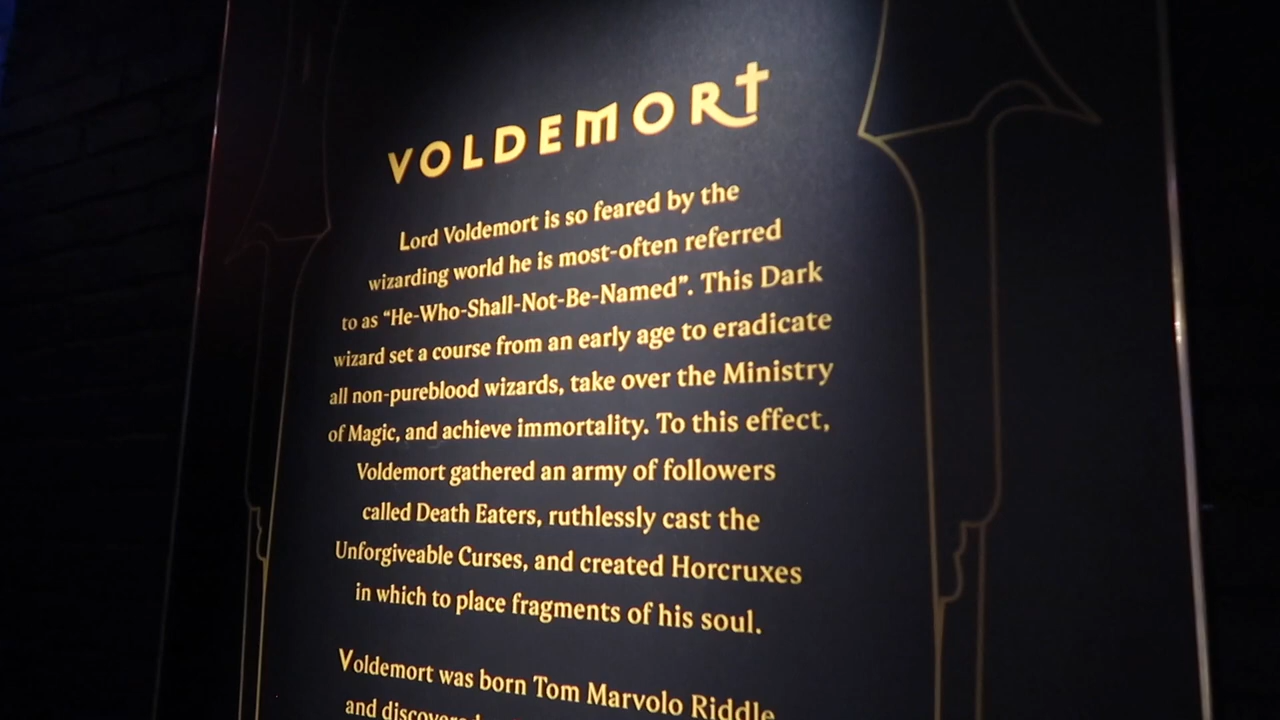 VOLDEMORT
Lord Voldemort is so feared by the
wizarding world he is most-often referred
to as “He-Who-Shall-Not-Be-Named”. This Dark
wizard set a course from an early age to eradicate
all non-pureblood wizards, take over the Ministry
of Magic, and achieve immortality. To this effect,
Voldemort gathered an army of followers
called Death Eaters, ruthlessly cast the
Unforgiveable Curses, and created Horcruxes
in which to place fragments of his soul.
Voldemort was born Tom Marvolo Riddle
and discovered